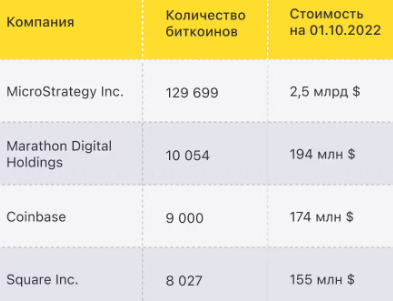 Компания
Количество
биткоинов
Стоимость
на 01.10.2022
MicroStrategy Inc.
129 699
2,5 млрд $
Marathon Digital
Holdings
10 054
194 млн $
Coinbase
9 000
174 млн $
Square Inc.
8 027
155 млн $